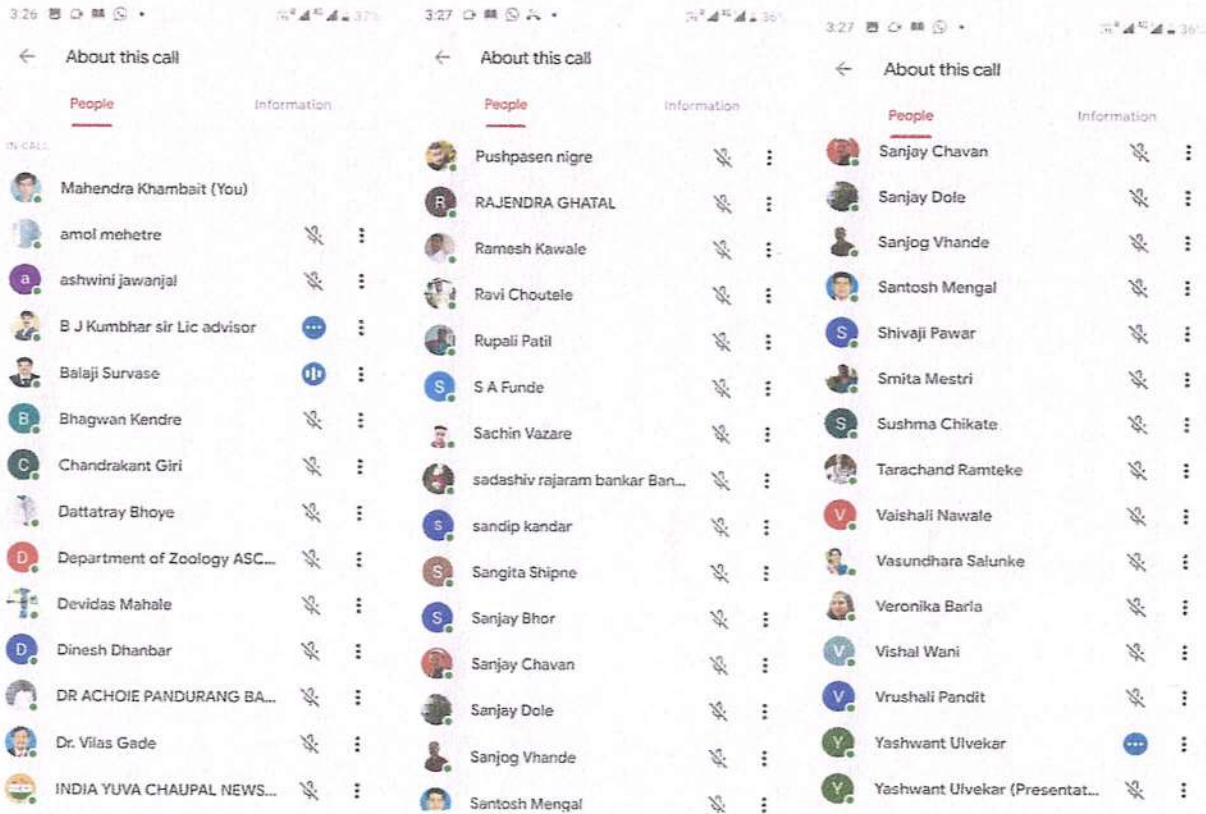 3:26
37%
About this call
People Information
IN-CALL
Mahendra Khambait (You)
amol mehetre
a ashwini jawanjal
B J Kumbhar sir Lic advisor
Balaji Survase
B Bhagwan Kendre
C Chandrakant Giri
Dattatray Bhoye
D Department of Zoology ASC...
Devidas Mahale
D Dinesh Dhanbar
DR ACHOIE PANDURANG BA...
Dr. Vilas Gade
INDIA YUVA CHAUPAL NEWS...
3:27
36%
About this call
People Information
Pushpasen nigre
R RAJENDRA GHATAL
Ramesh Kawale
Ravi Choutele
Rupali Patil
S S A Funde
Sachin Vazare
sadashiv rajaram bankar Ban...
s sandip kandar
S Sangita Shipne
S Sanjay Bhor
Sanjay Chavan
Sanjay Dole
Sanjog Vhande
Santosh Mengal
3:27
36%
About this call
People Information
Sanjay Chavan
Sanjay Dole
Sanjog Vhande
Santosh Mengal
S Shivaji Pawar
Smita Mestri
S Sushma Chikate
Tarachand Ramteke
V Vaishali Nawale
Vasundhara Salunke
Veronika Barla
V Vishal Wani
V Vrushali Pandit
Y Yashwant Ulvekar
Y Yashwant Ulvekar (Presentat...